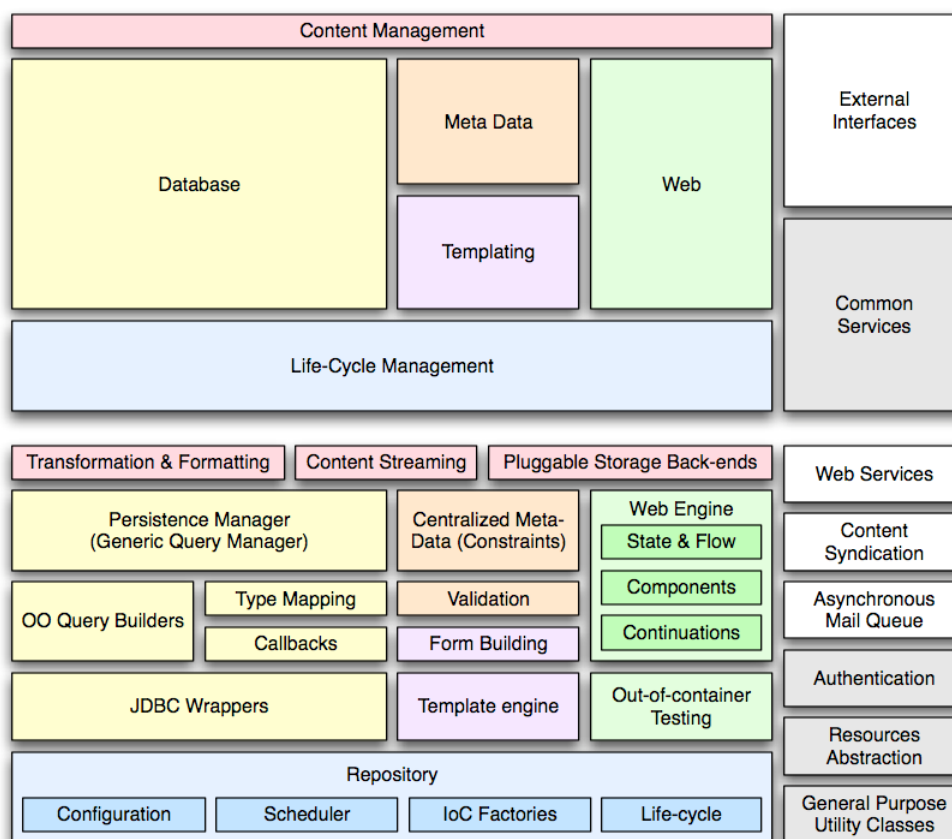 Content Management
Database
Meta Data
Templating
Web
Life-Cycle Management
External
Interfaces
Common
Services
Transformation & Formatting
Content Streaming
Pluggable Storage Back-ends
Persistence Manager
(Generic Query Manager)
Centralized Meta-
Data (Constraints)
Web Engine
State & Flow
Components
Continuations
OO Query Builders
Type Mapping
Callbacks
Validation
Form Building
JDBC Wrappers
Template engine
Out-of-container
Testing
Repository
Configuration
Scheduler
IoC Factories
Life-cycle
Web Services
Content
Syndication
Asynchronous
Mail Queue
Authentication
Resources
Abstraction
General Purpose
Utility Classes